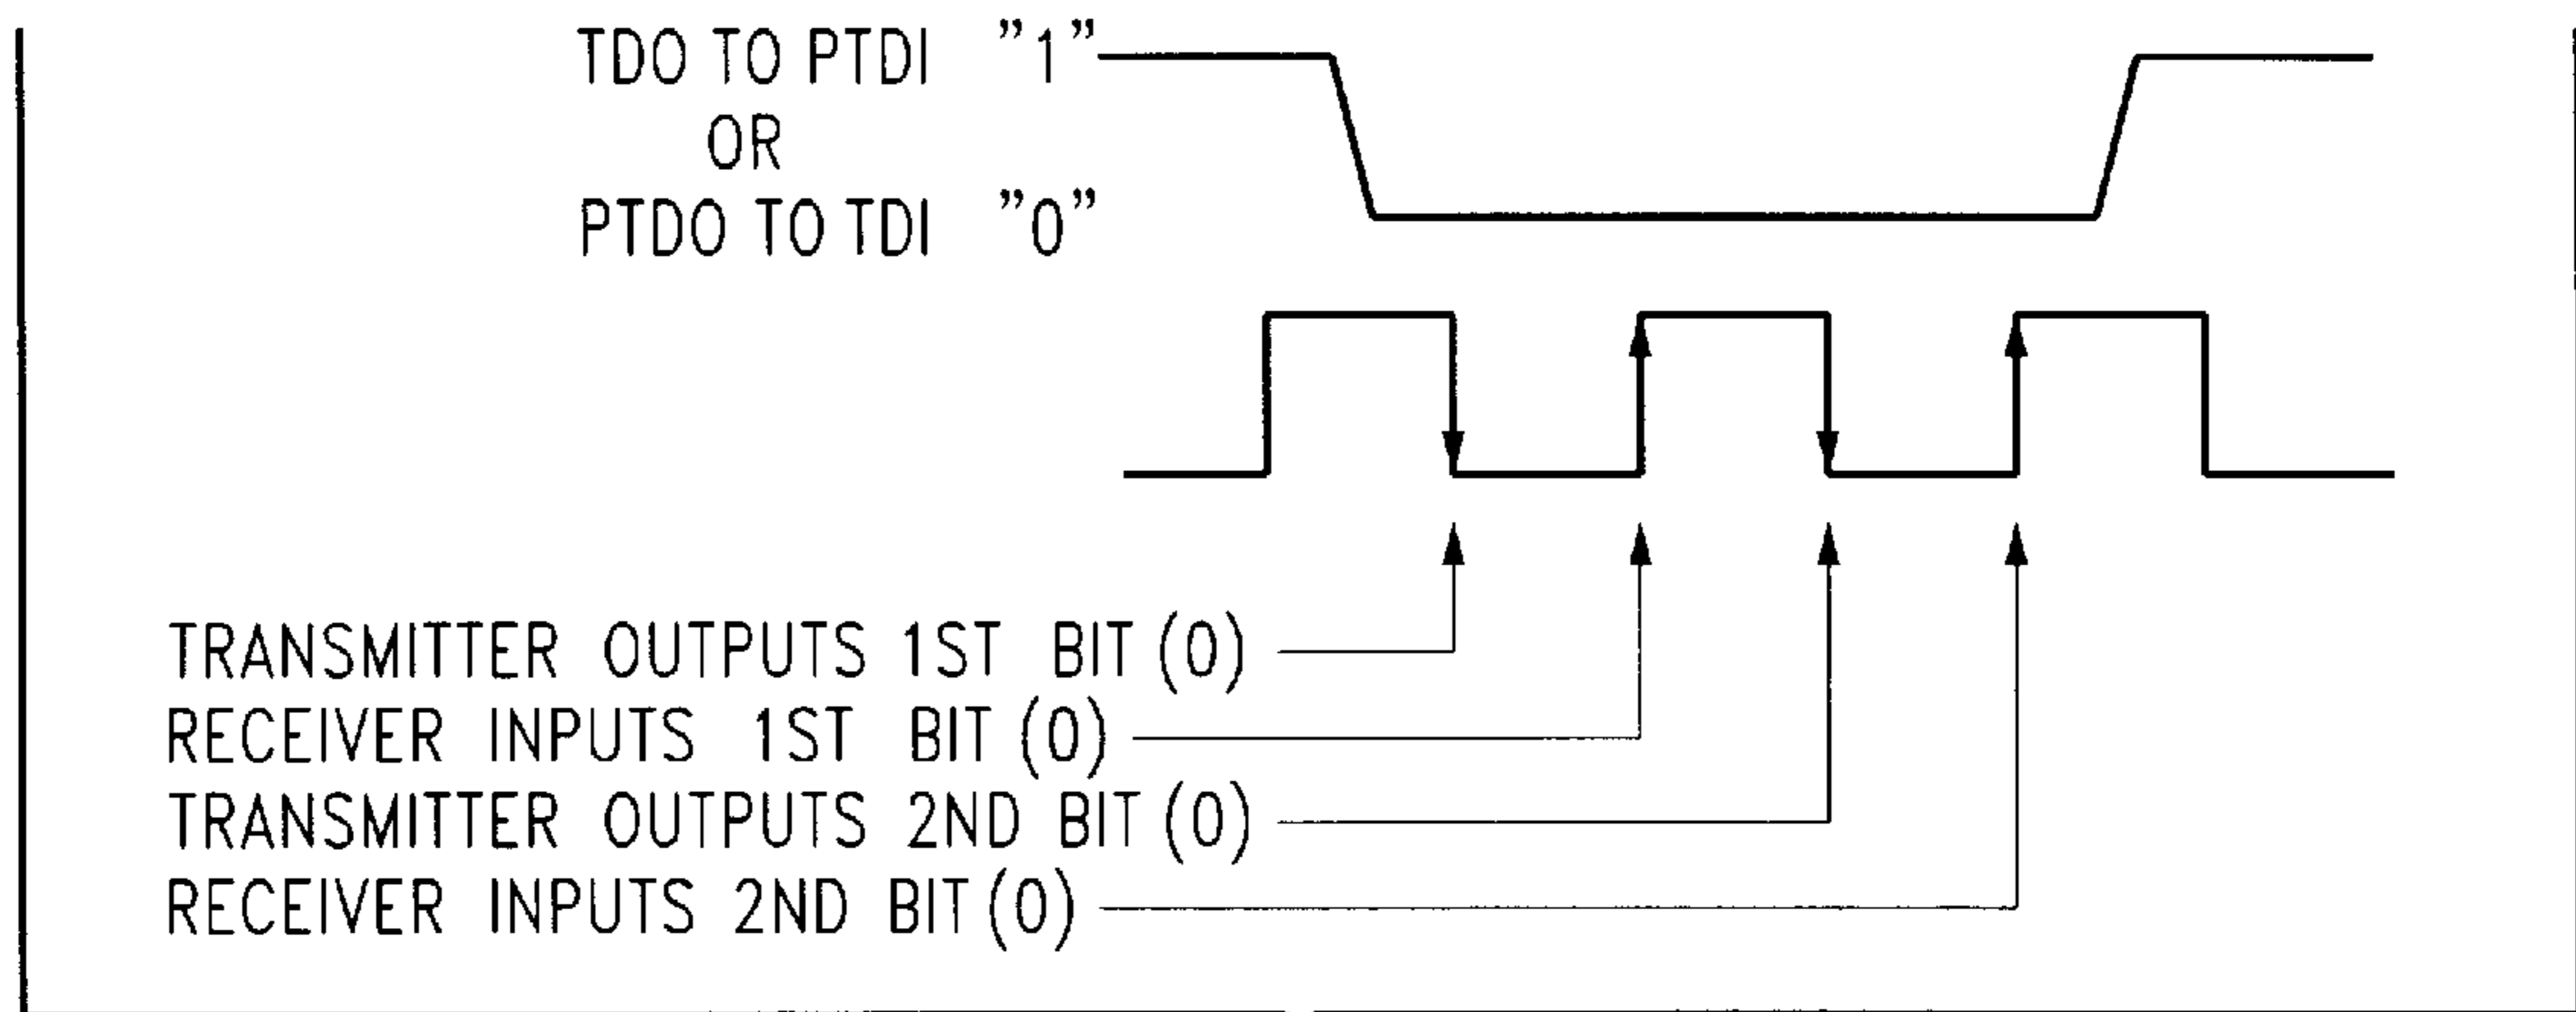 TDO TO PTDI ”1”
OR
PTDO TO TDI ”0”
TRANSMITTER OUTPUTS 1ST BIT (0)
RECEIVER INPUTS 1ST BIT (0)
TRANSMITTER OUTPUTS 2ND BIT (0)
RECEIVER INPUTS 2ND BIT (0)